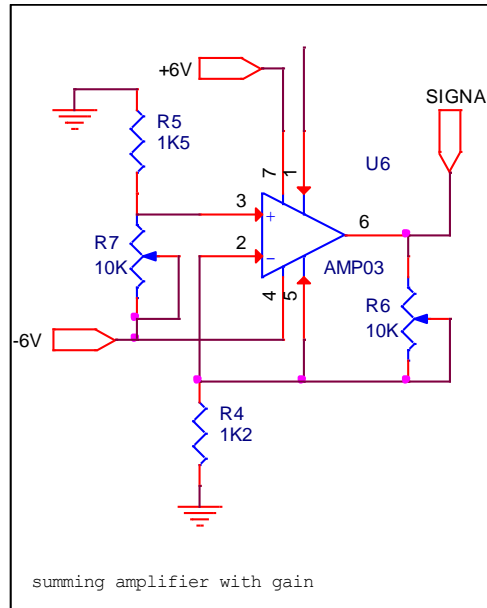 +6V
SIGNA
R5
1K5
U6
7
1
3
+
6
R7
10K
2
-
AMP03
4
5
R6
10K
-6V
R4
1K2
summing amplifier with gain